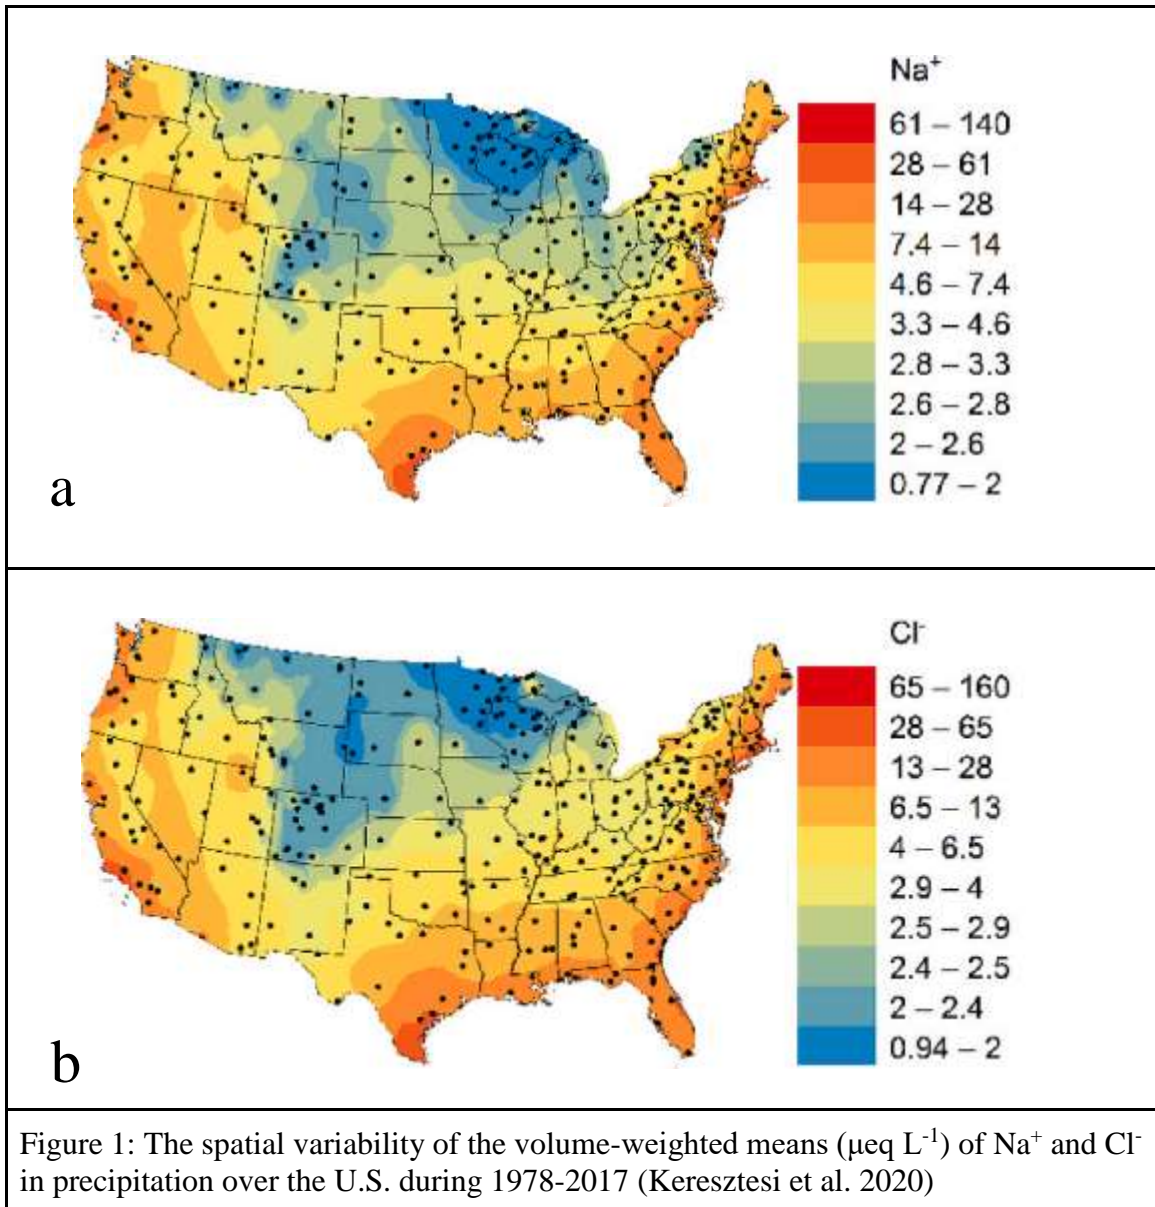 Na⁺
61 – 140
28 – 61
14 – 28
7.4 – 14
4.6 – 7.4
3.3 – 4.6
2.8 – 3.3
2.6 – 2.8
2 – 2.6
0.77 – 2
a
Cl⁻
65 – 160
28 – 65
13 – 28
6.5 – 13
4 – 6.5
2.9 – 4
2.5 – 2.9
2.4 – 2.5
2 – 2.4
0.94 – 2
b
Figure 1: The spatial variability of the volume-weighted means (μeq L⁻¹) of Na⁺ and Cl⁻
in precipitation over the U.S. during 1978-2017 (Keresztesi et al. 2020)